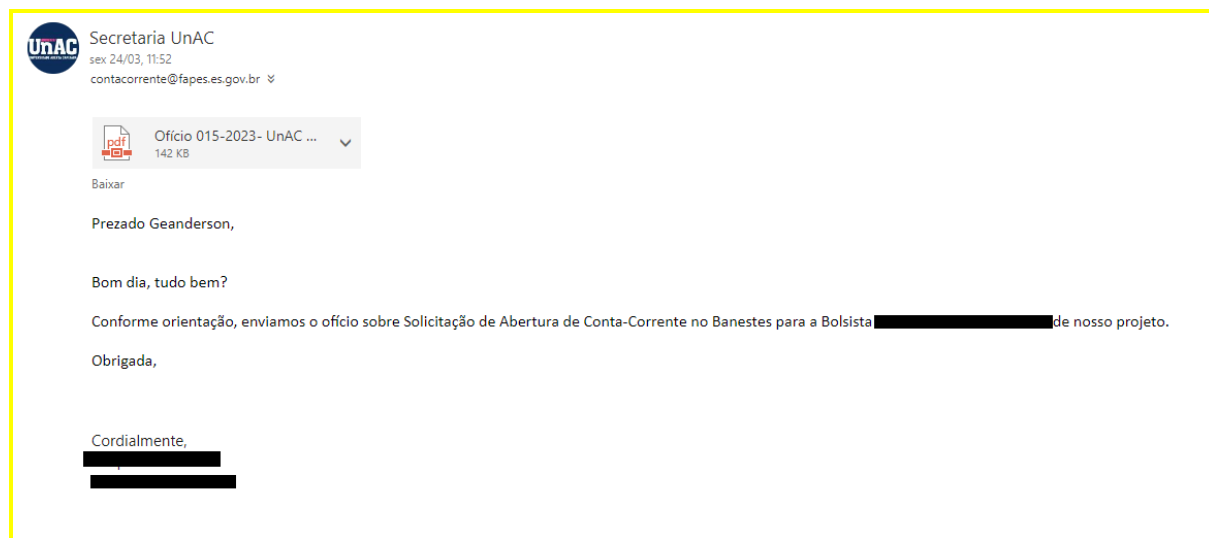 UnAC
Secretaria UnAC
sex 24/03, 11:52
contacorrente@fapes.es.gov.br
Ofício 015-2023- UnAC ...
pdf
142 KB
Baixar
Prezado Geanderson,
Bom dia, tudo bem?
Conforme orientação, enviamos o ofício sobre Solicitação de Abertura de Conta-Corrente no Banestes para a Bolsista de nosso projeto.
Obrigada,
Cordialmente,